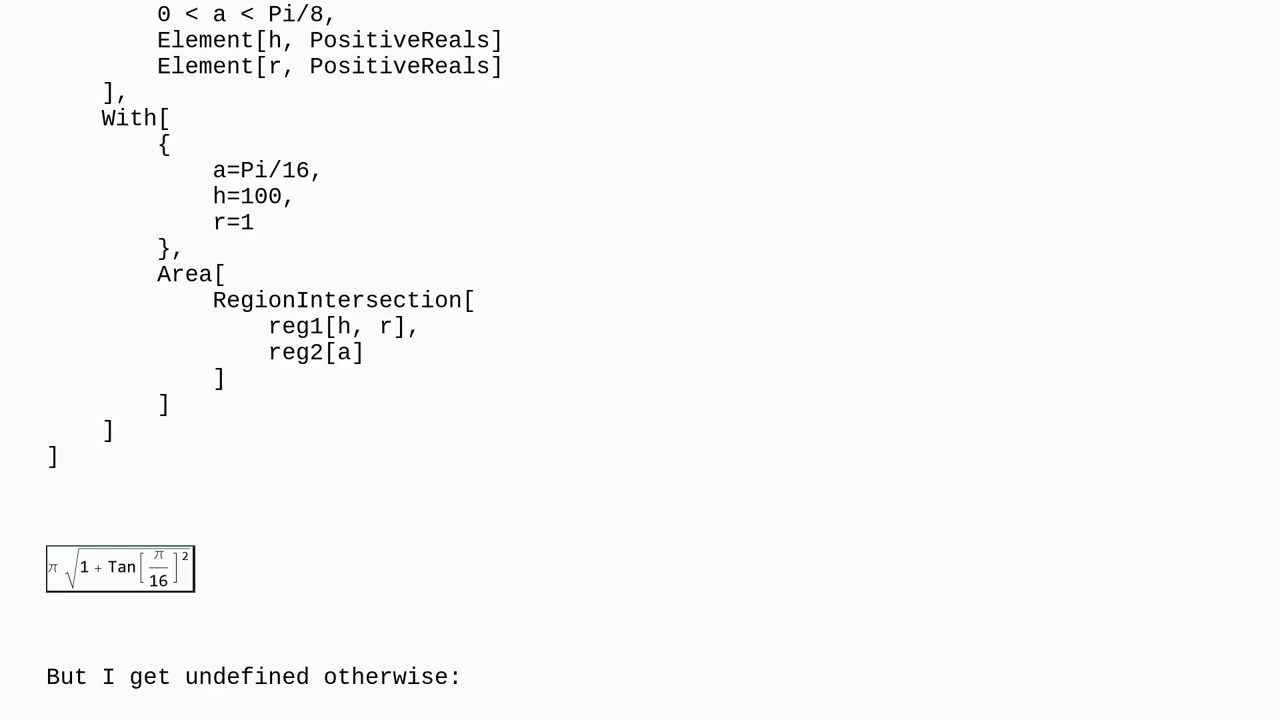 0 < a < Pi/8,
Element[h, PositiveReals]
Element[r, PositiveReals]
],
With[
{
a=Pi/16,
h=100,
r=1
},
Area[
RegionIntersection[
reg1[h, r],
reg2[a]
]
]
]
]
π √(1 + Tan[π/16]²)
But I get undefined otherwise: